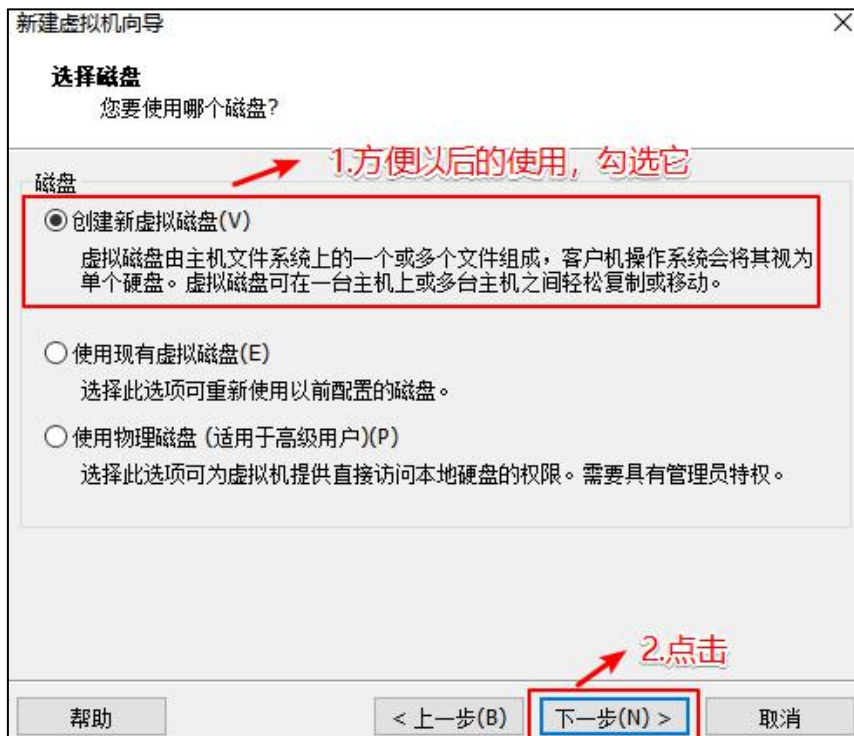 新建虚拟机向导
选择磁盘
您要使用哪个磁盘?
1.方便以后的使用，勾选它
磁盘
创建新虚拟磁盘(V)
虚拟磁盘由主机文件系统上的一个或多个文件组成，客户机操作系统会将其视为
单个硬盘。虚拟磁盘可在一台主机上或多台主机之间轻松复制或移动。
使用现有虚拟磁盘(E)
选择此选项可重新使用以前配置的磁盘。
使用物理磁盘 (适用于高级用户)(P)
选择此选项可为虚拟机提供直接访问本地硬盘的权限。需要具有管理员特权。
2.点击
帮助
< 上一步(B)
下一步(N) >
取消